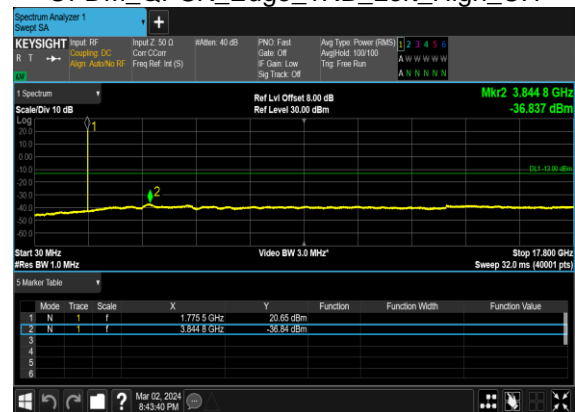 Spectrum Analyzer 1
Swept SA
+
KEYSIGHT
R T
LW
Input: RF
Coupling: DC
Align: Auto/No RF
Input Z: 50 Ω
Corr CCorr
Freq Ref: Int (S)
#Atten: 40 dB
PNO: Fast
Gate: Off
IF Gain: Low
Sig Track: Off
Avg Type: Power (RMS)
Avg|Hold: 100/100
Trig: Free Run
1 2 3 4 5 6
A W W W W W
A N N N N N
1 Spectrum
Scale/Div 10 dB
Ref Lvl Offset 8.00 dB
Ref Level 30.00 dBm
Mkr2 3.844 8 GHz
-36.837 dBm
Log
20.0
10.0
0.00
-10.0
-20.0
-30.0
-40.0
-50.0
-60.0
1
2
DL1 -13.00 dBm
Start 30 MHz
#Res BW 1.0 MHz
Video BW 3.0 MHz*
Stop 17.800 GHz
Sweep 32.0 ms (40001 pts)
5 Marker Table
Mode Trace Scale X Y Function Function Width Function Value
1 N 1 f 1.775 5 GHz 20.65 dBm
2 N 1 f 3.844 8 GHz -36.84 dBm
3
4
5
6
?
Mar 02, 2024
8:43:40 PM